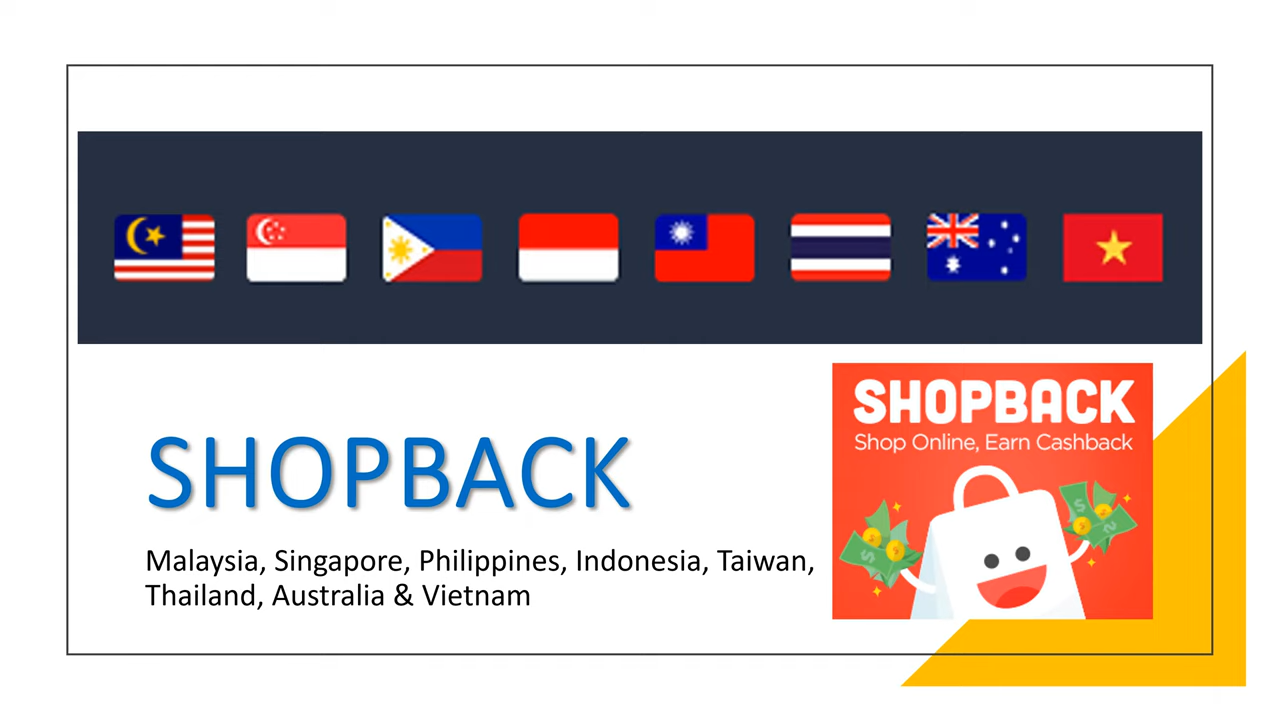 SHOPBACK
Malaysia, Singapore, Philippines, Indonesia, Taiwan,
Thailand, Australia & Vietnam
SHOPBACK
Shop Online, Earn Cashback